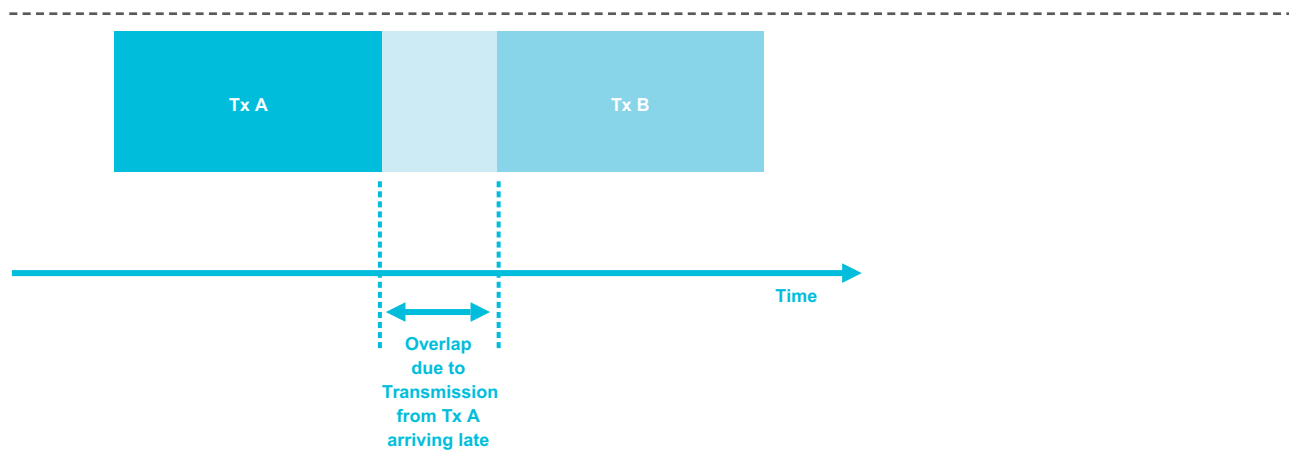 Tx A
Tx B
Time
Overlap
due to
Transmission
from Tx A
arriving late